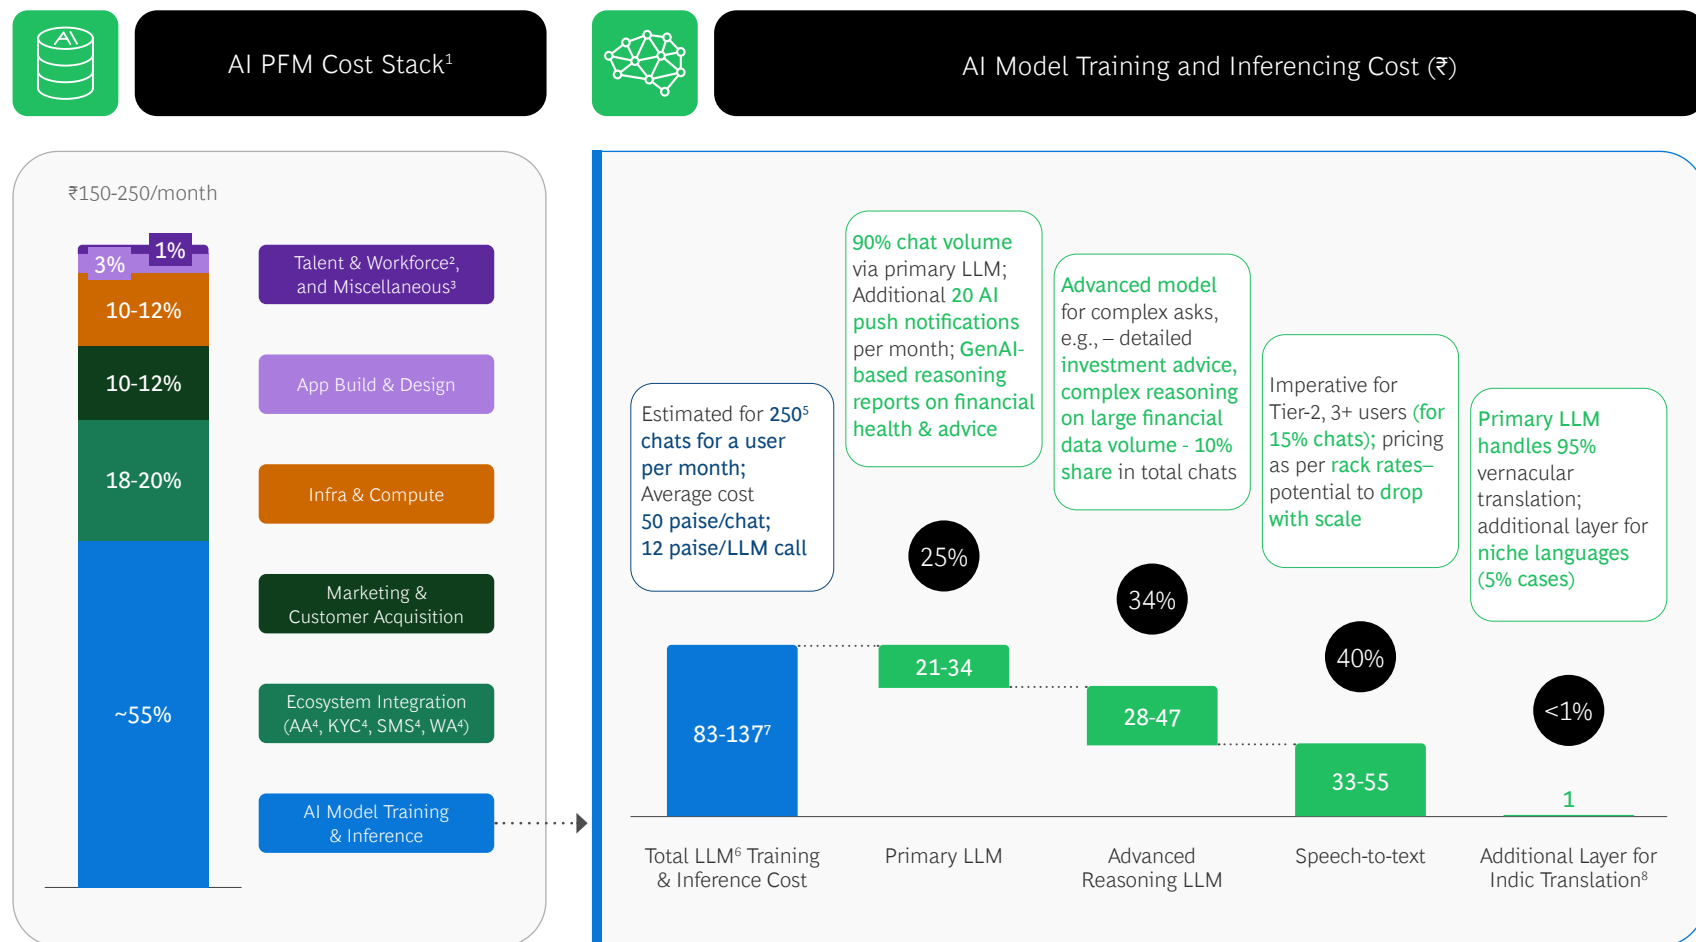 AI
AI PFM Cost Stack¹
AI Model Training and Inferencing Cost (₹)
₹150-250/month
1%
3%
10-12%
10-12%
18-20%
~55%
Talent & Workforce²,
and Miscellaneous³
App Build & Design
Infra & Compute
Marketing &
Customer Acquisition
Ecosystem Integration
(AA⁴, KYC⁴, SMS⁴, WA⁴)
AI Model Training
& Inference
Estimated for 250⁵
chats for a user
per month;
Average cost
50 paise/chat;
12 paise/LLM call
90% chat volume
via primary LLM;
Additional 20 AI
push notifications
per month; GenAI-
based reasoning
reports on financial
health & advice
Advanced model
for complex asks,
e.g., – detailed
investment advice,
complex reasoning
on large financial
data volume - 10%
share in total chats
Imperative for
Tier-2, 3+ users (for
15% chats); pricing
as per rack rates–
potential to drop
with scale
Primary LLM
handles 95%
vernacular
translation;
additional layer for
niche languages
(5% cases)
25%
34%
40%
<1%
83-137⁷
21-34
28-47
33-55
1
Total LLM⁶ Training
& Inference Cost
Primary LLM
Advanced
Reasoning LLM
Speech-to-text
Additional Layer for
Indic Translation⁸